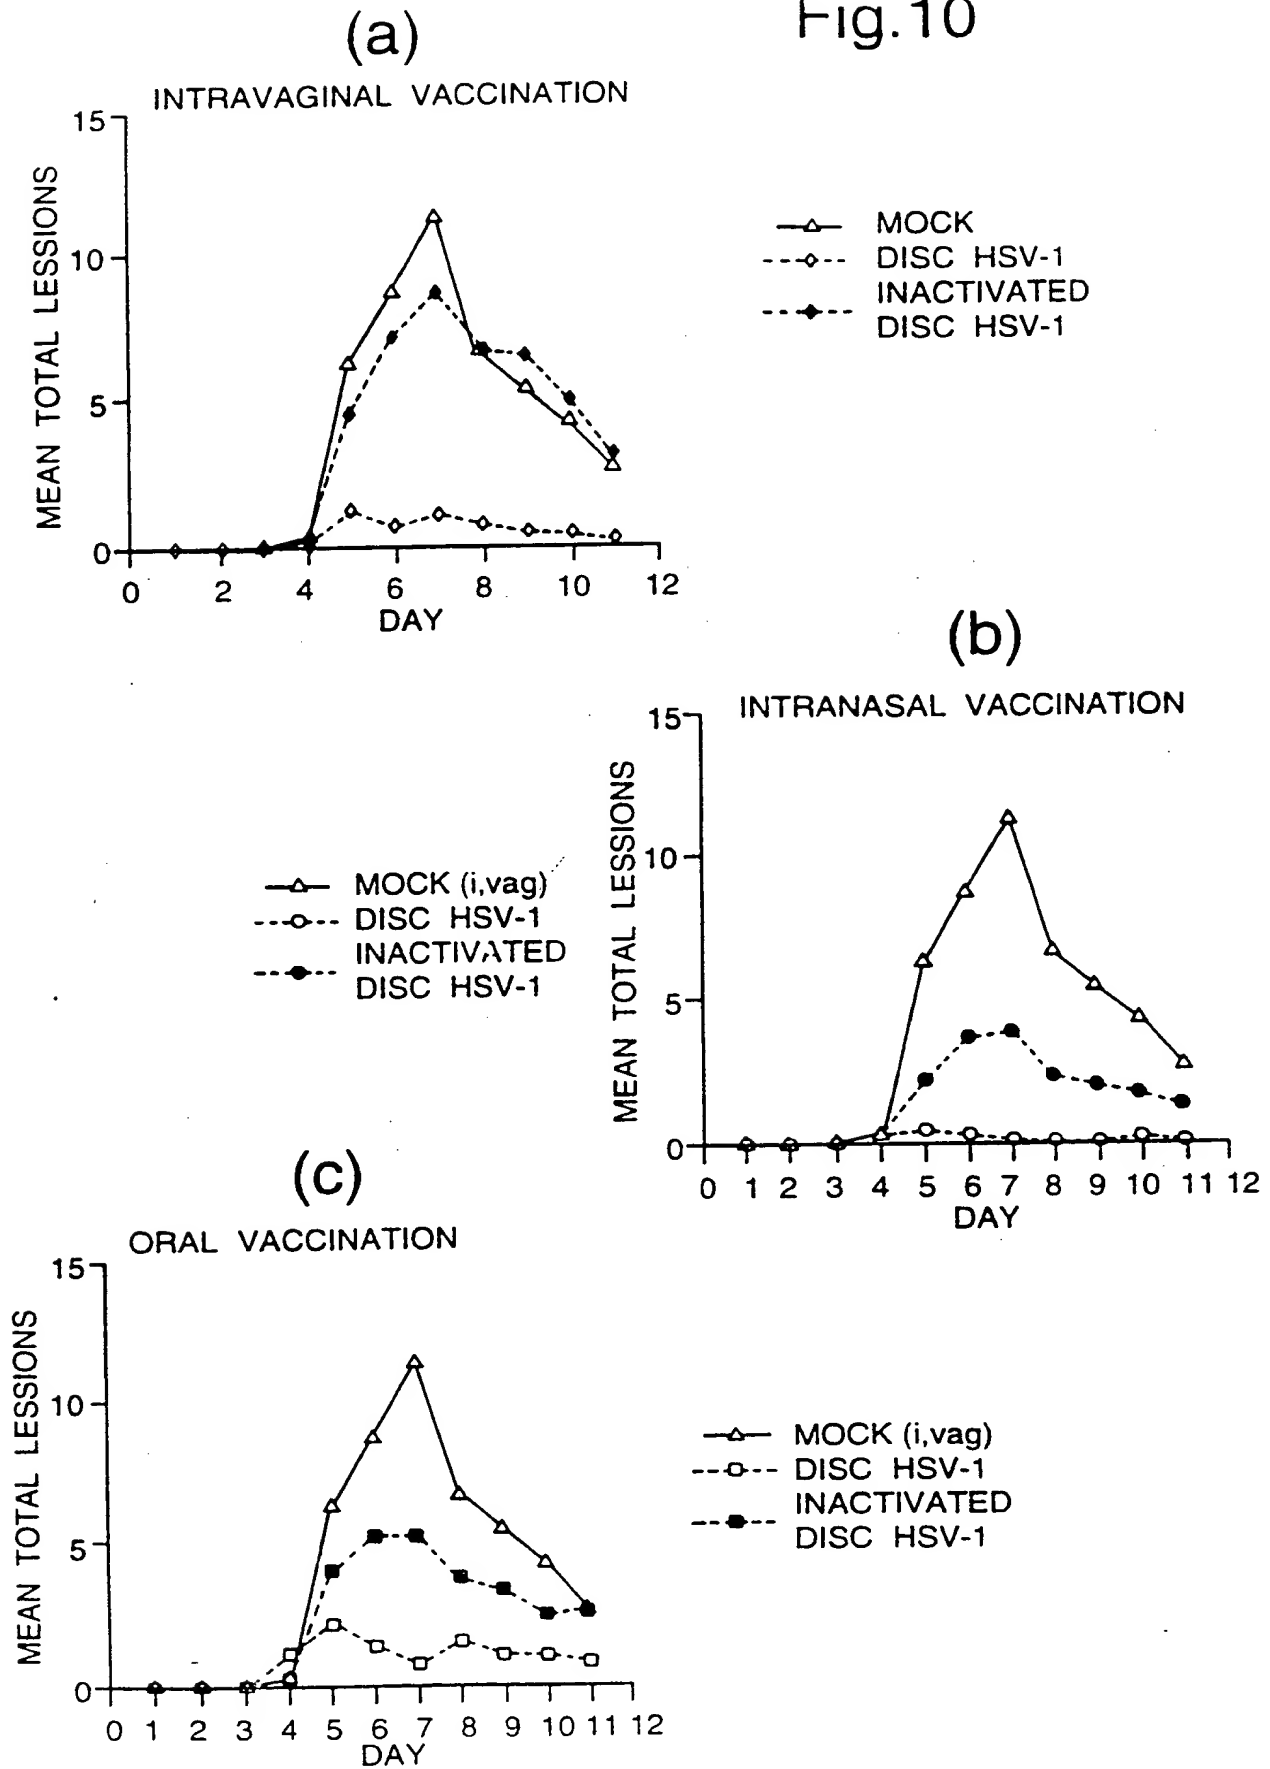 Fig.10
(a)
INTRAVAGINAL VACCINATION
MEAN TOTAL LESSIONS
15
10
5
0
0 2 4 6 8 10 12
DAY
MOCK
DISC HSV-1
INACTIVATED
DISC HSV-1
(b)
INTRANASAL VACCINATION
MEAN TOTAL LESSIONS
15
10
5
0
0 1 2 3 4 5 6 7 8 9 10 11 12
DAY
MOCK (i,vag)
DISC HSV-1
INACTIVATED
DISC HSV-1
(c)
ORAL VACCINATION
MEAN TOTAL LESSIONS
15
10
5
0
0 1 2 3 4 5 6 7 8 9 10 11 12
DAY
MOCK (i,vag)
DISC HSV-1
INACTIVATED
DISC HSV-1